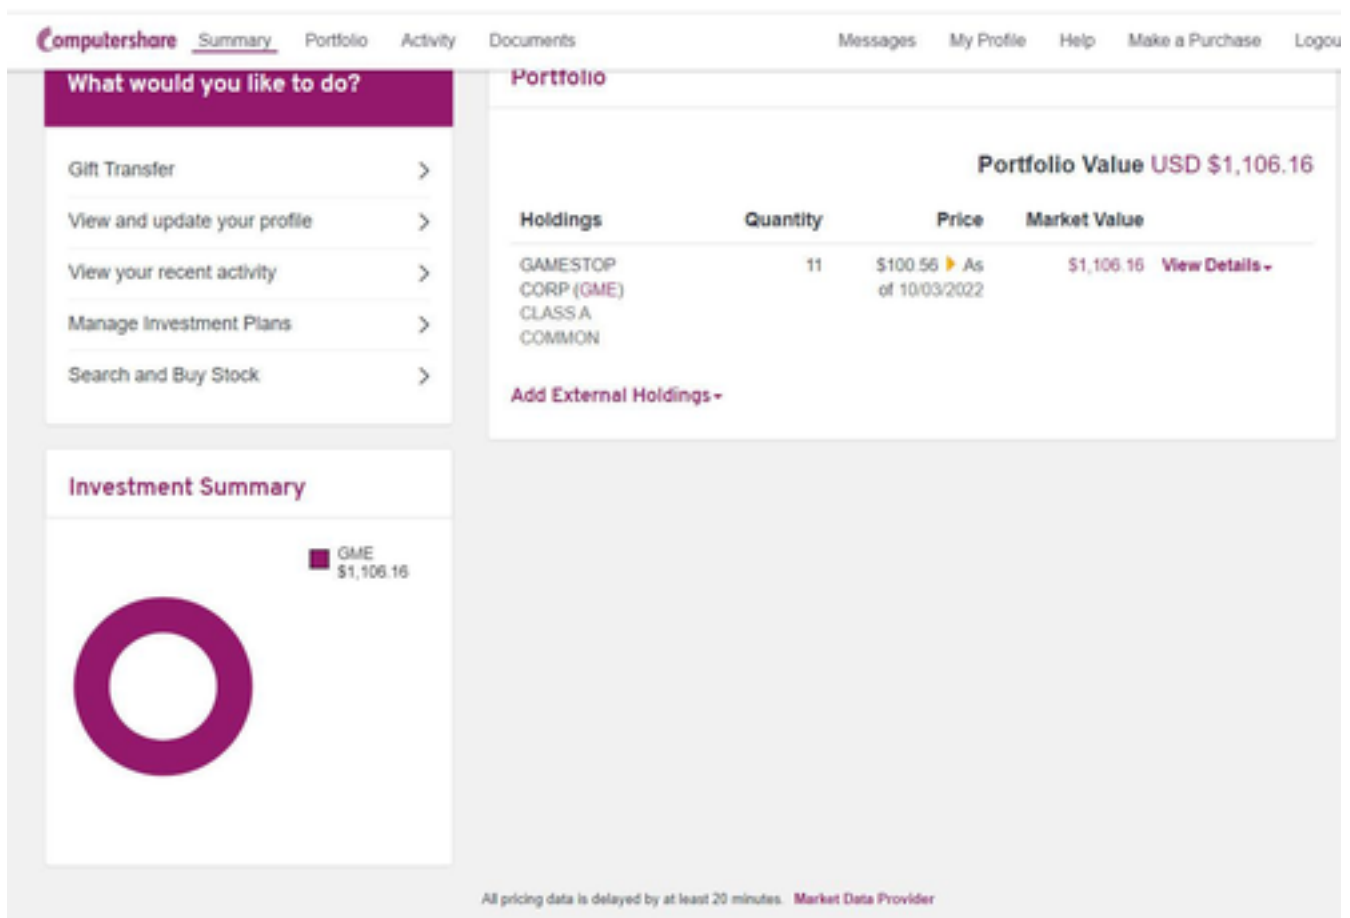 Computershare Summary Portfolio Activity Documents Messages My Profile Help Make a Purchase Logou
What would you like to do?
Gift Transfer
View and update your profile
View your recent activity
Manage Investment Plans
Search and Buy Stock
Portfolio
Portfolio Value USD $1,106.16
Holdings Quantity Price Market Value
GAMESTOP 11 $100.56 As $1,106.16 View Details
CORP (GME) of 10/03/2022
CLASS A
COMMON
Add External Holdings
Investment Summary
GME
$1,106.16
All pricing data is delayed by at least 20 minutes. Market Data Provider